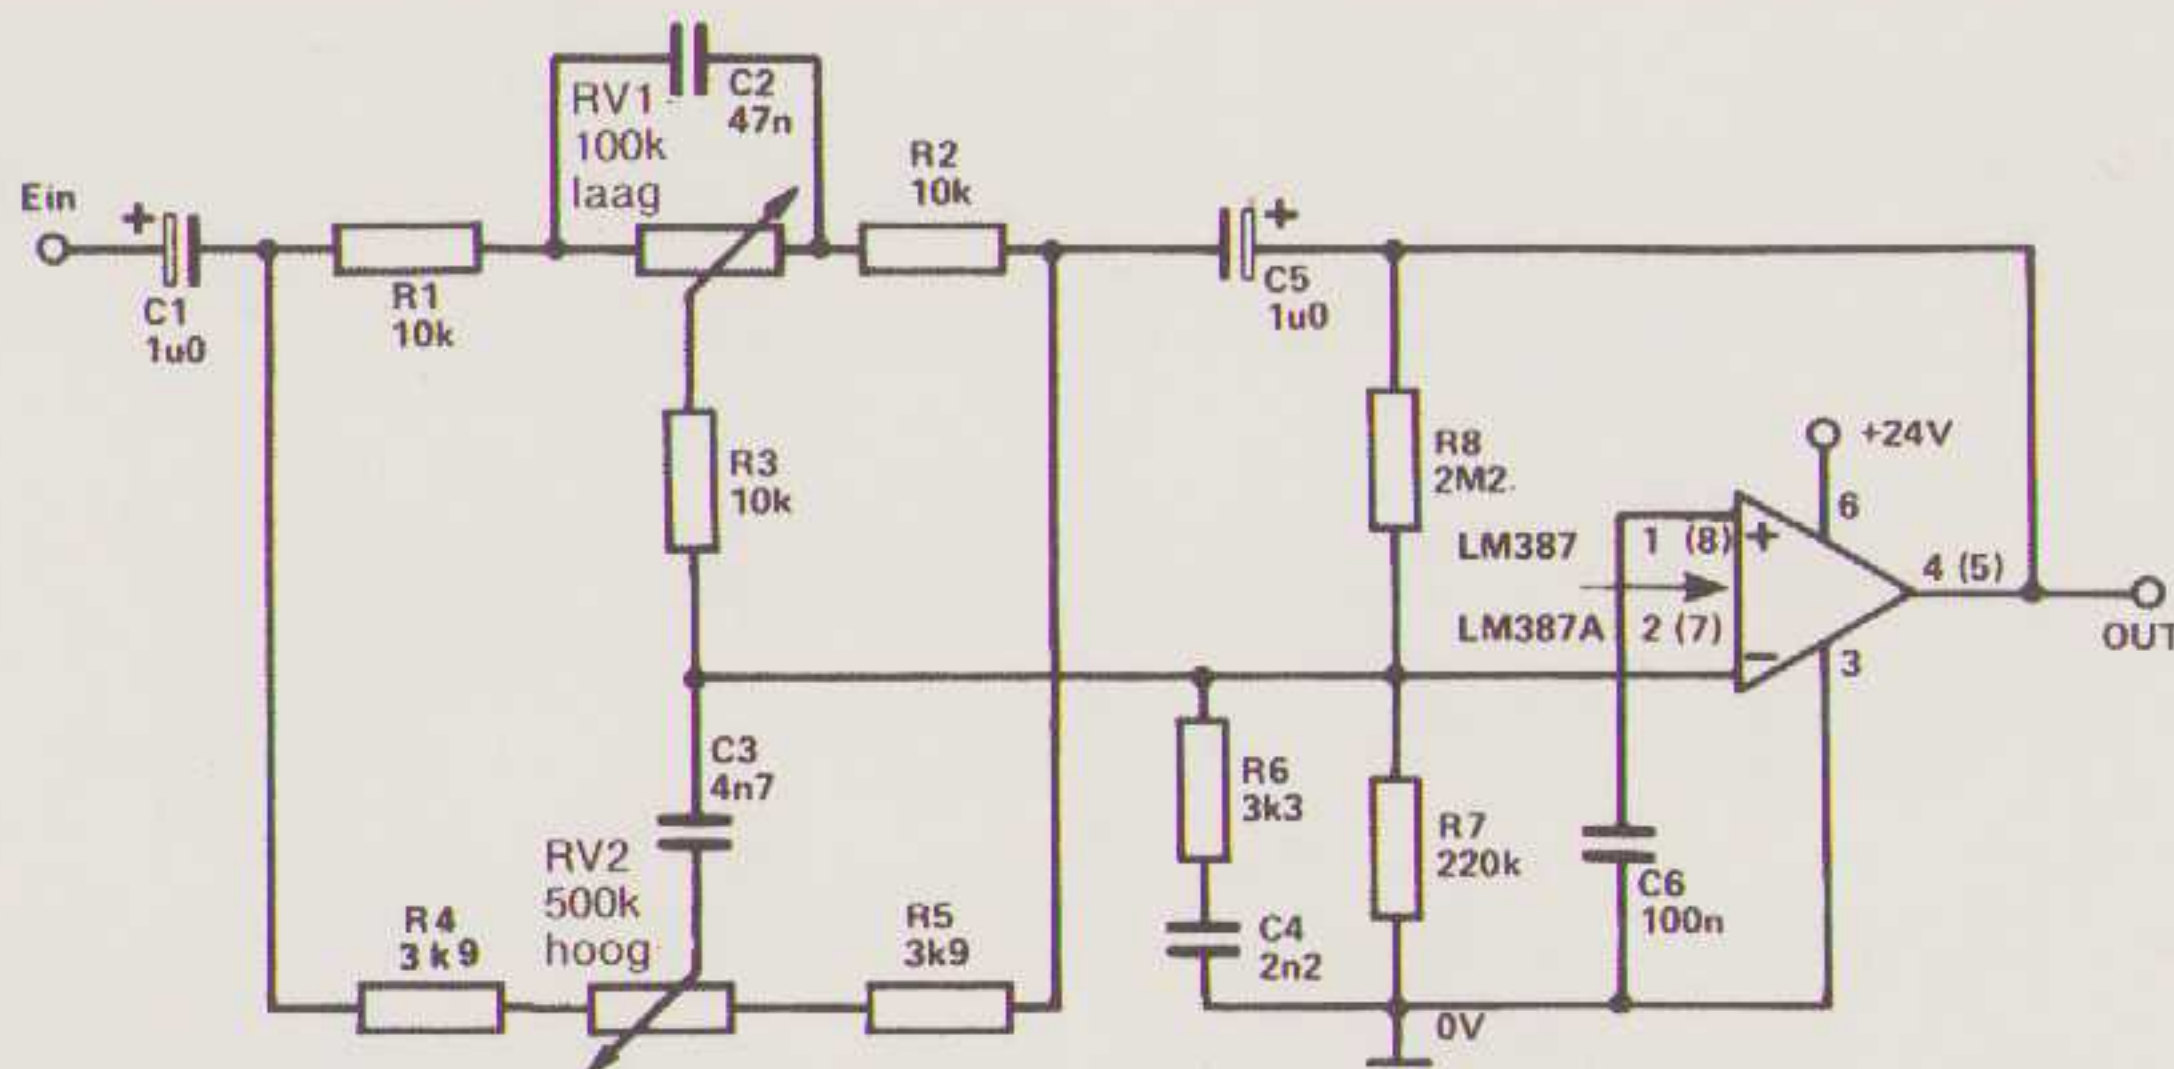 Ein
+
C1
1u0
R1
10k
RV1
100k
laag
C2
47n
R2
10k
+
C5
1u0
R3
10k
R8
2M2
+24V
6
LM387
1 (8)
+
4 (5)
LM387A
2 (7)
−
3
OUT
C3
4n7
R6
3k3
R7
220k
C6
100n
RV2
500k
hoog
R4
3k9
R5
3k9
C4
2n2
0V